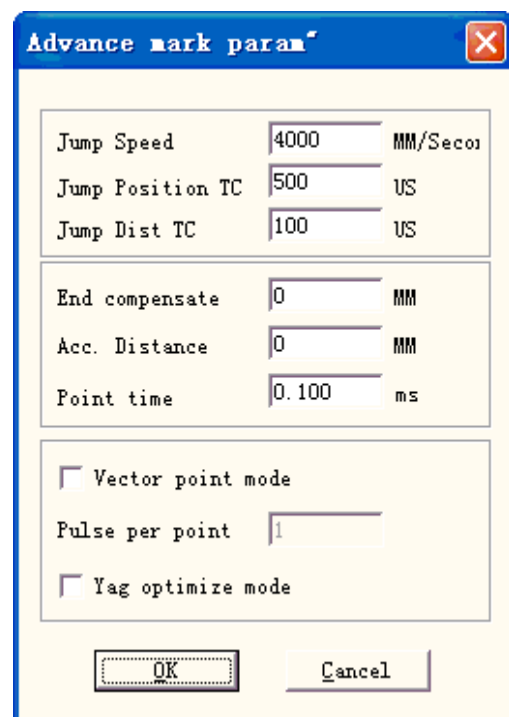 Advance mark param
Jump Speed 4000 MM/Secon
Jump Position TC 500 US
Jump Dist TC 100 US
End compensate 0 MM
Acc. Distance 0 MM
Point time 0.100 ms
Vector point mode
Pulse per point 1
Yag optimize mode
OK Cancel